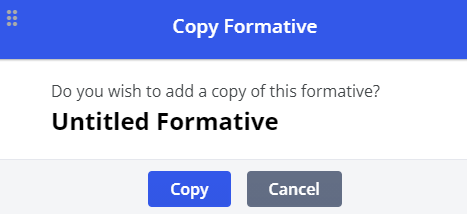 Copy Formative
Do you wish to add a copy of this formative?
Untitled Formative
Copy
Cancel